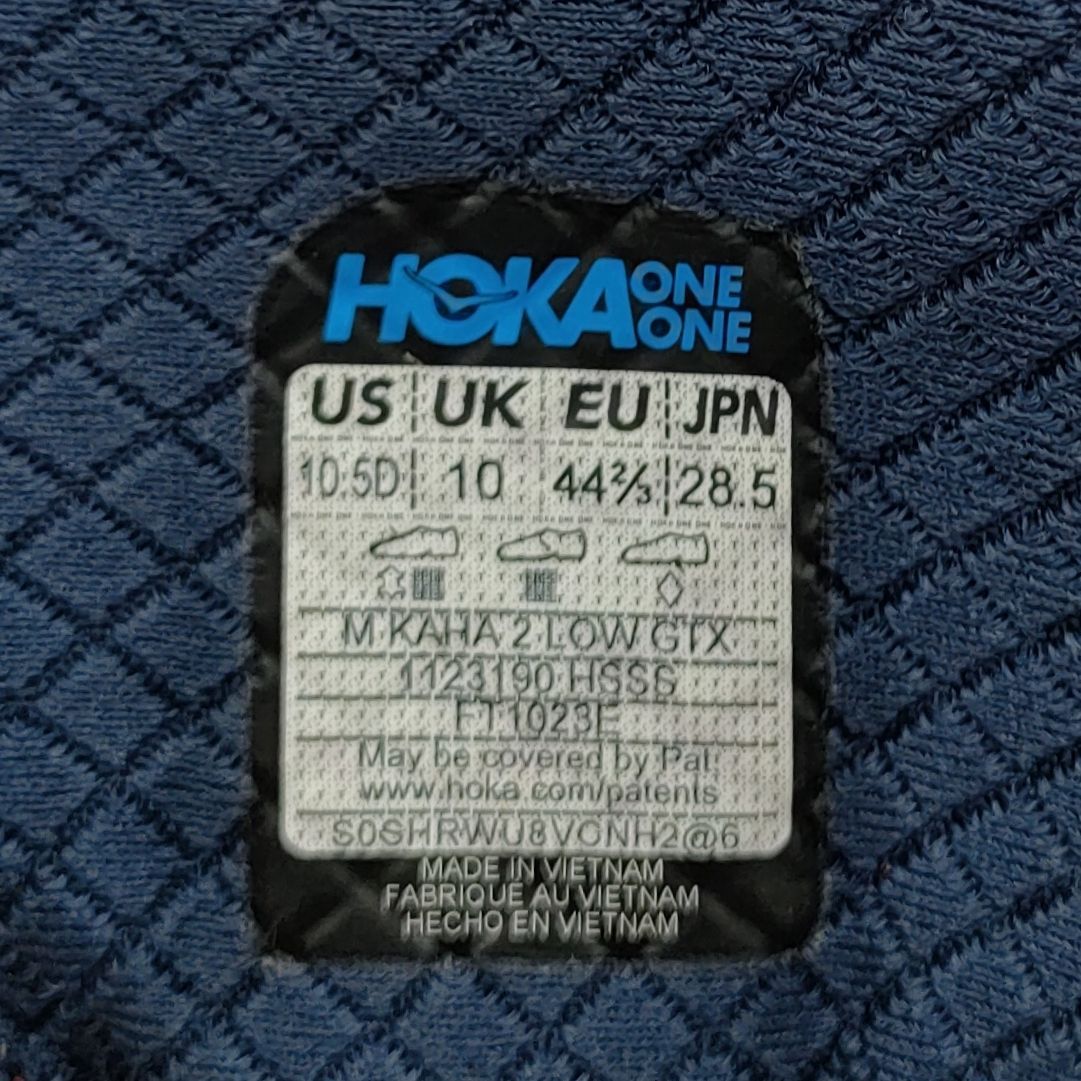 HOKA ONE ONE
US UK EU JPN
10.5D 10 44⅔ 28.5
M KAHA 2 LOW GTX
1123190 HSSS
FT1023E
May be covered by Pat:
www.hoka.com/patents
S0SHRWU8VCNH2@6
MADE IN VIETNAM
FABRIQUÉ AU VIETNAM
HECHO EN VIETNAM